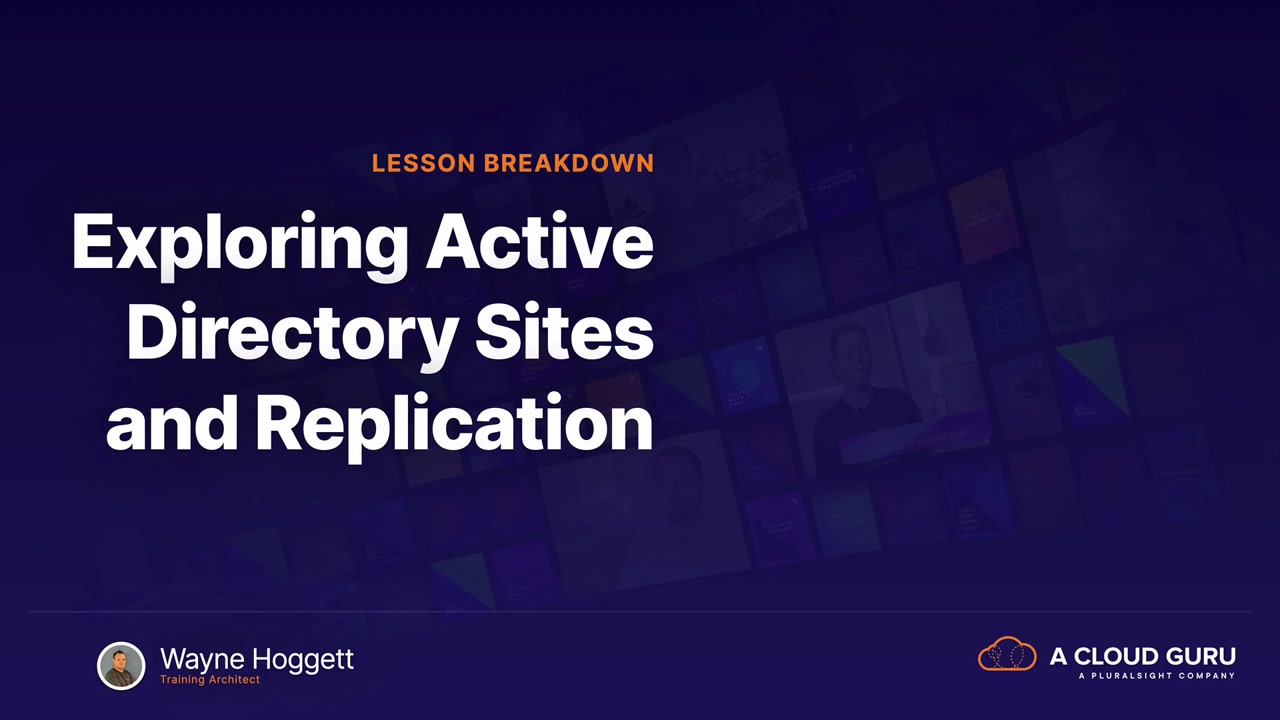 LESSON BREAKDOWN
Exploring Active
Directory Sites
and Replication
Wayne Hoggett
Training Architect
A CLOUD GURU
A PLURALSIGHT COMPANY